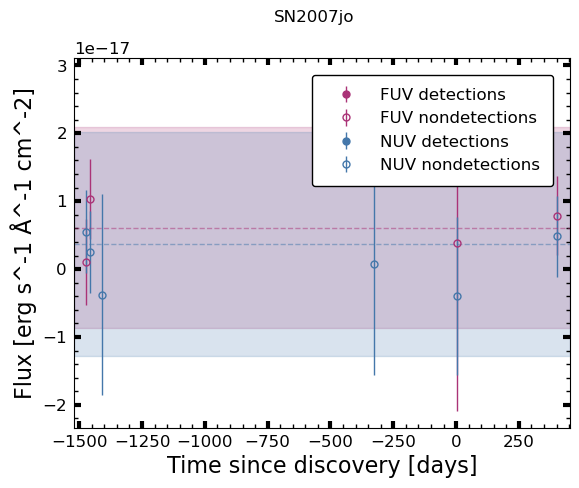 SN2007jo
1e−17
3
2
1
0
−1
−2
Flux [erg s^-1 Å^-1 cm^-2]
FUV detections
FUV nondetections
NUV detections
NUV nondetections
−1500 −1250 −1000 −750 −500 −250 0 250
Time since discovery [days]